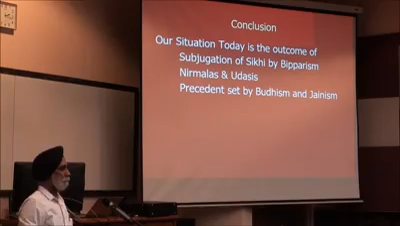 Conclusion
Our Situation Today is the outcome of
Subjugation of Sikhi by Bipparism
Nirmalas & Udasis
Precedent set by Budhism and Jainism